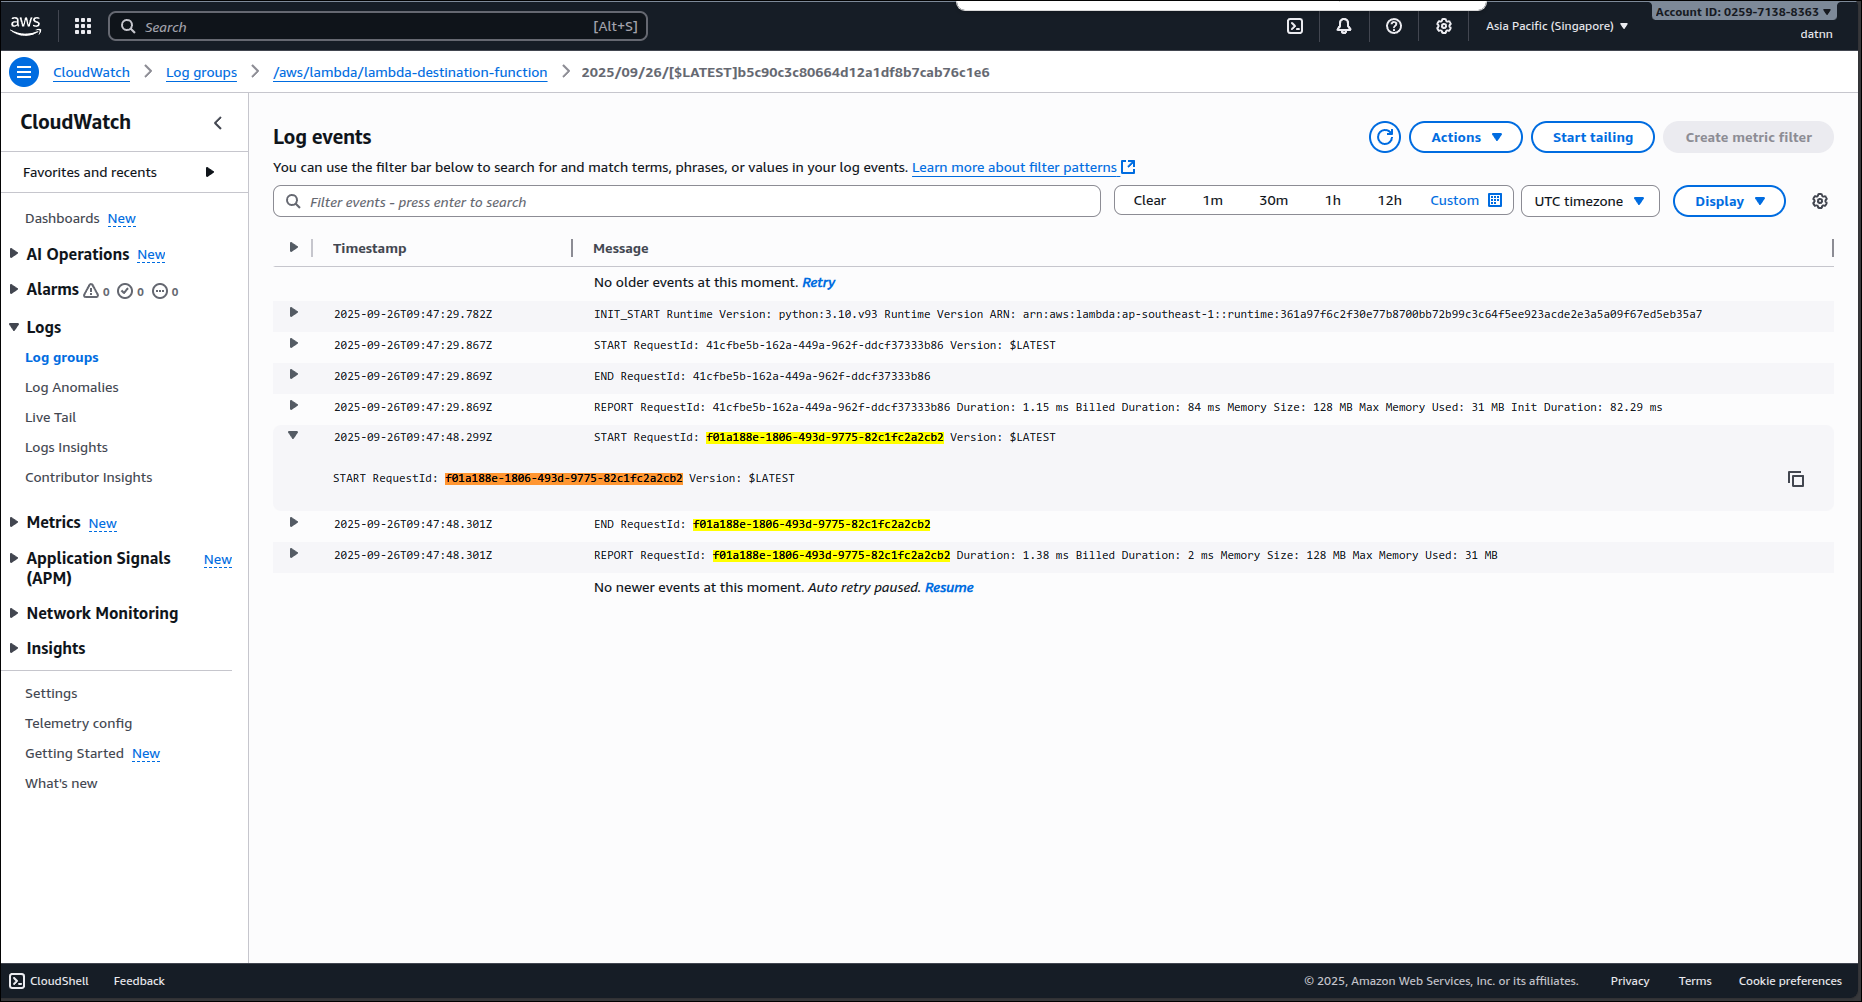 aws
Search [Alt+S]
Asia Pacific (Singapore)
Account ID: 0259-7138-8363
datnn
CloudWatch
Log groups
/aws/lambda/lambda-destination-function
2025/09/26/[$LATEST]b5c90c3c80664d12a1df8b7cab76c1e6
CloudWatch
Favorites and recents
Dashboards New
AI Operations New
Alarms 0 0 0
Logs
Log groups
Log Anomalies
Live Tail
Logs Insights
Contributor Insights
Metrics New
Application Signals New
(APM)
Network Monitoring
Insights
Settings
Telemetry config
Getting Started New
What's new
Log events
Actions
Start tailing
Create metric filter
You can use the filter bar below to search for and match terms, phrases, or values in your log events. Learn more about filter patterns
Filter events - press enter to search
Clear 1m 30m 1h 12h Custom
UTC timezone
Display
Timestamp Message
No older events at this moment. Retry
2025-09-26T09:47:29.782Z INIT_START Runtime Version: python:3.10.v93 Runtime Version ARN: arn:aws:lambda:ap-southeast-1::runtime:361a97f6c2f30e77b8700bb72b99c3c64f5ee923acde2e3a5a09f67ed5eb35a7
2025-09-26T09:47:29.867Z START RequestId: 41cfbe5b-162a-449a-962f-ddcf37333b86 Version: $LATEST
2025-09-26T09:47:29.869Z END RequestId: 41cfbe5b-162a-449a-962f-ddcf37333b86
2025-09-26T09:47:29.869Z REPORT RequestId: 41cfbe5b-162a-449a-962f-ddcf37333b86 Duration: 1.15 ms Billed Duration: 84 ms Memory Size: 128 MB Max Memory Used: 31 MB Init Duration: 82.29 ms
2025-09-26T09:47:48.299Z START RequestId: f01a188e-1806-493d-9775-82c1fc2a2cb2 Version: $LATEST
START RequestId: f01a188e-1806-493d-9775-82c1fc2a2cb2 Version: $LATEST
2025-09-26T09:47:48.301Z END RequestId: f01a188e-1806-493d-9775-82c1fc2a2cb2
2025-09-26T09:47:48.301Z REPORT RequestId: f01a188e-1806-493d-9775-82c1fc2a2cb2 Duration: 1.38 ms Billed Duration: 2 ms Memory Size: 128 MB Max Memory Used: 31 MB
No newer events at this moment. Auto retry paused. Resume
CloudShell Feedback
© 2025, Amazon Web Services, Inc. or its affiliates. Privacy Terms Cookie preferences